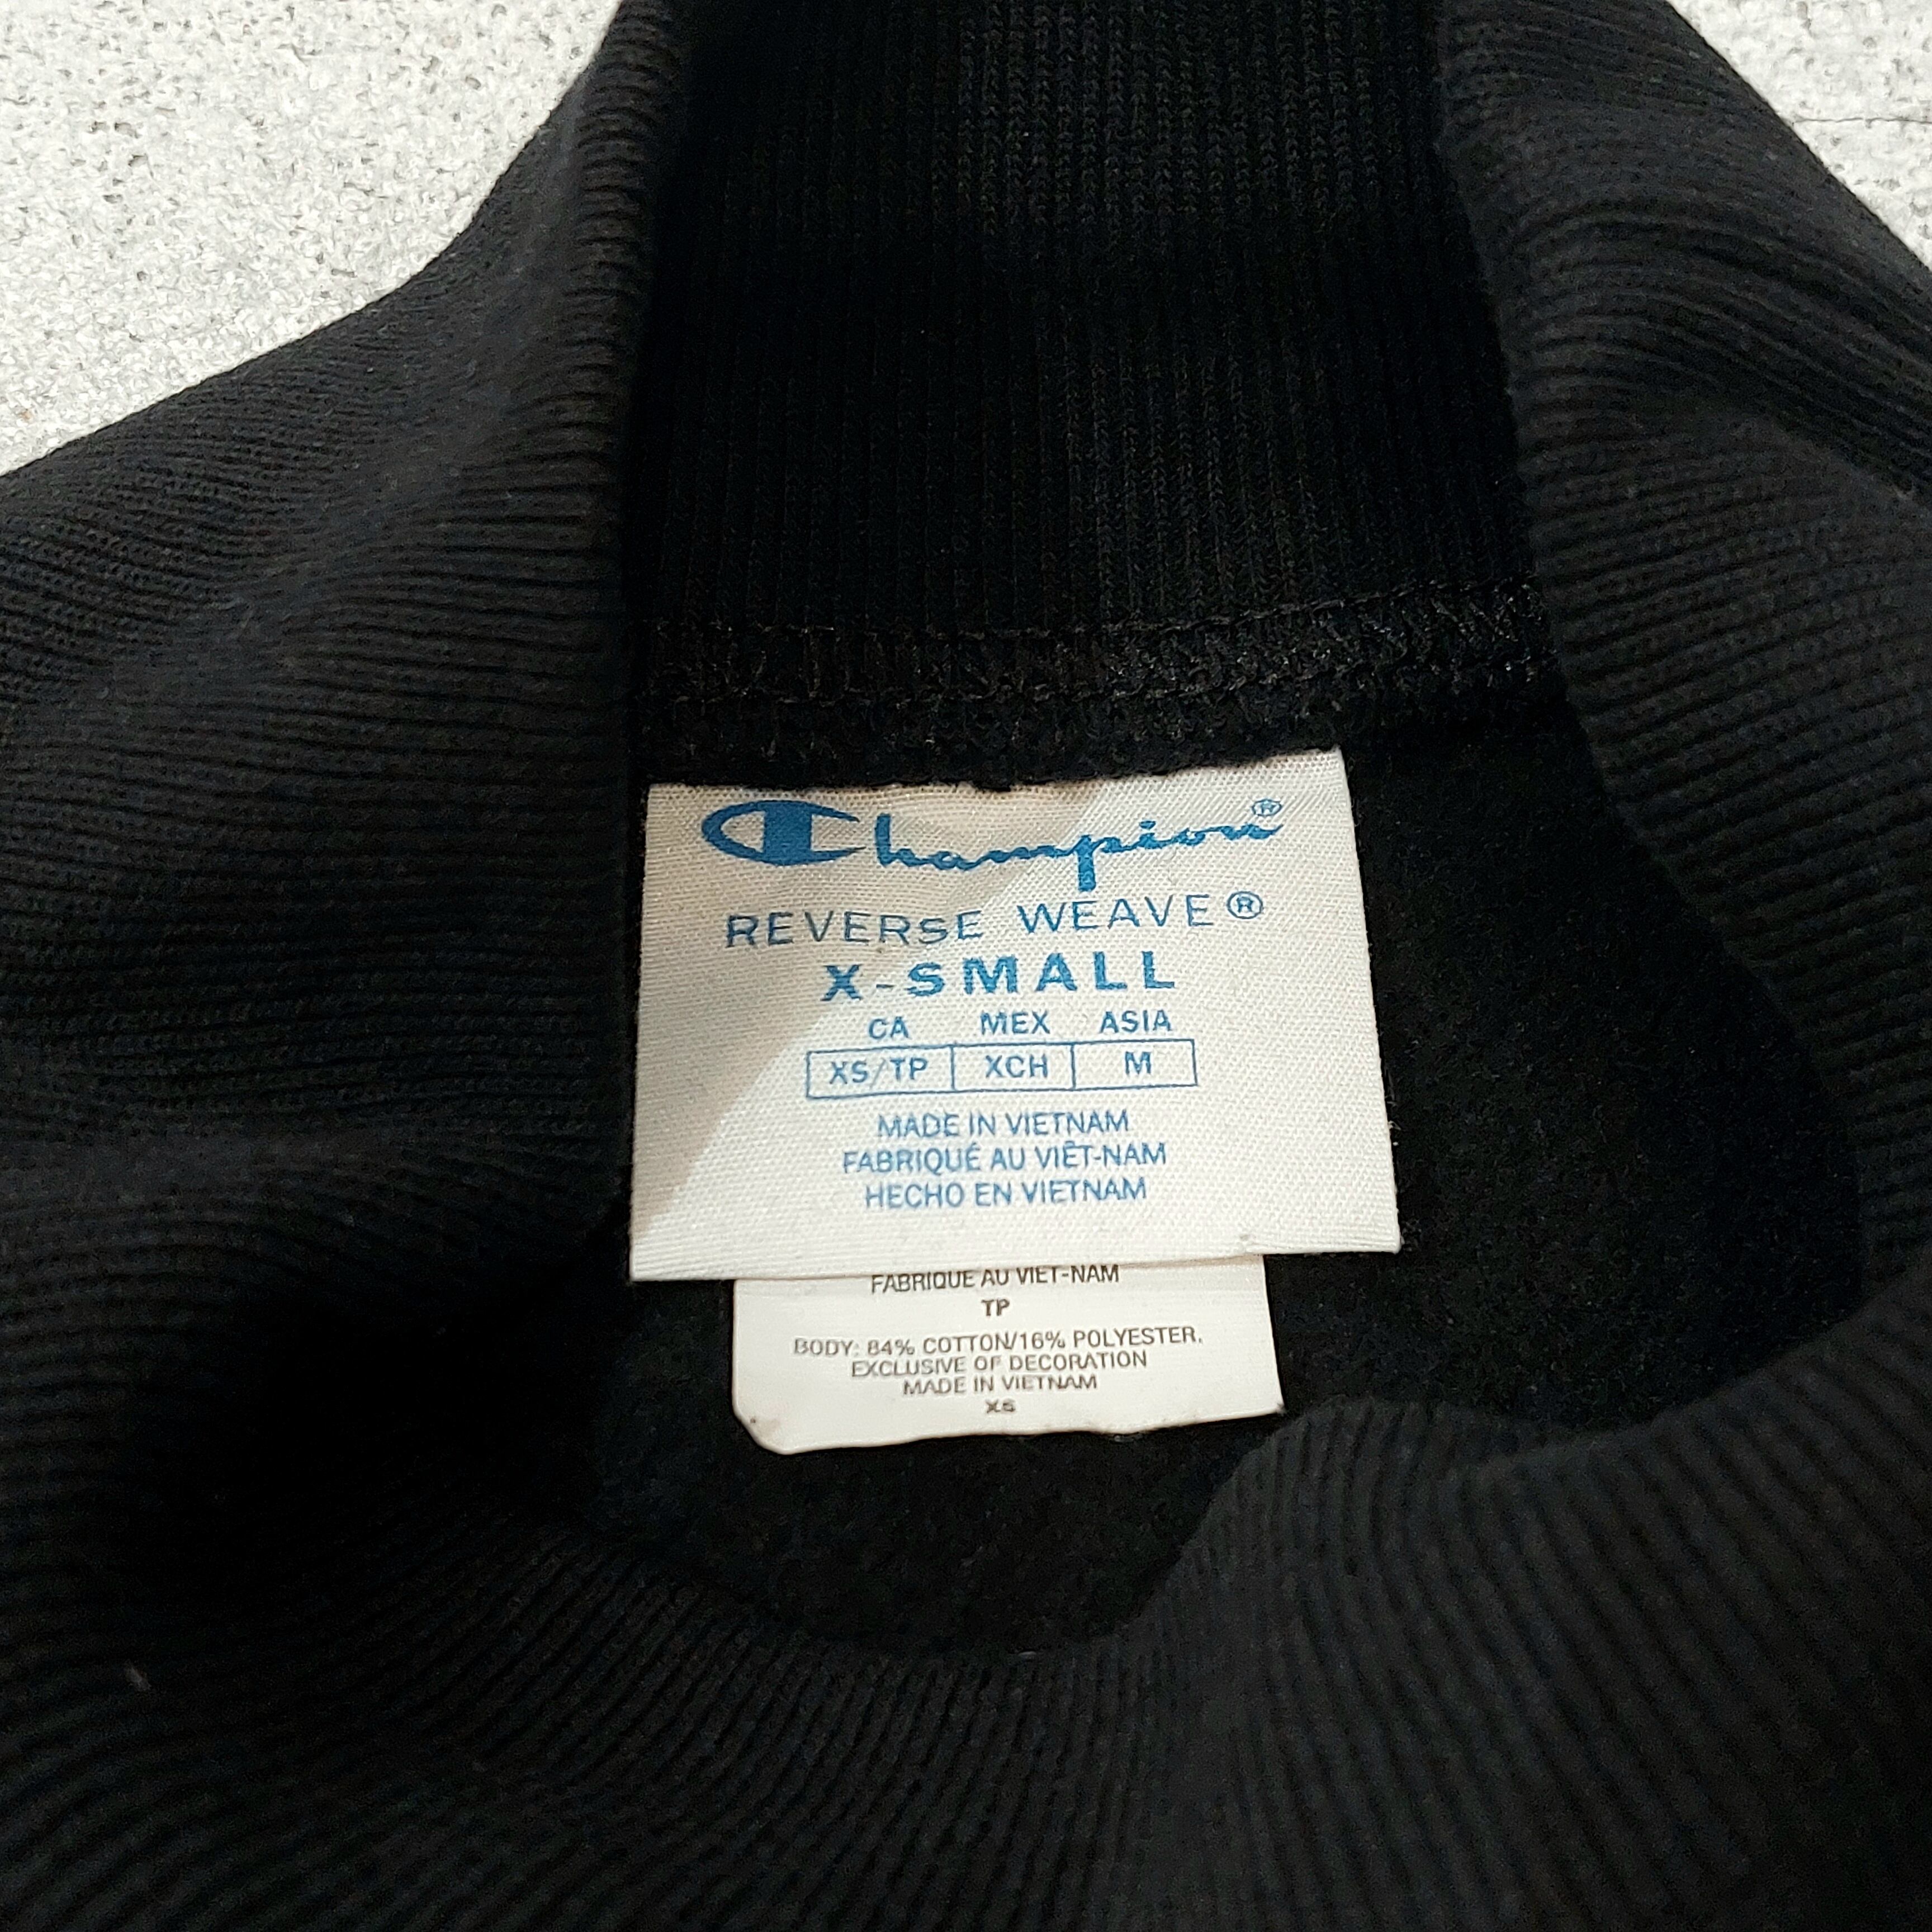 Champion®
REVERSE WEAVE®
X-SMALL
CA MEX ASIA
XS/TP XCH M
MADE IN VIETNAM
FABRIQUÉ AU VIÊT-NAM
HECHO EN VIETNAM
FABRIQUE AU VIET-NAM
TP
BODY: 84% COTTON/16% POLYESTER.
EXCLUSIVE OF DECORATION
MADE IN VIETNAM
XS